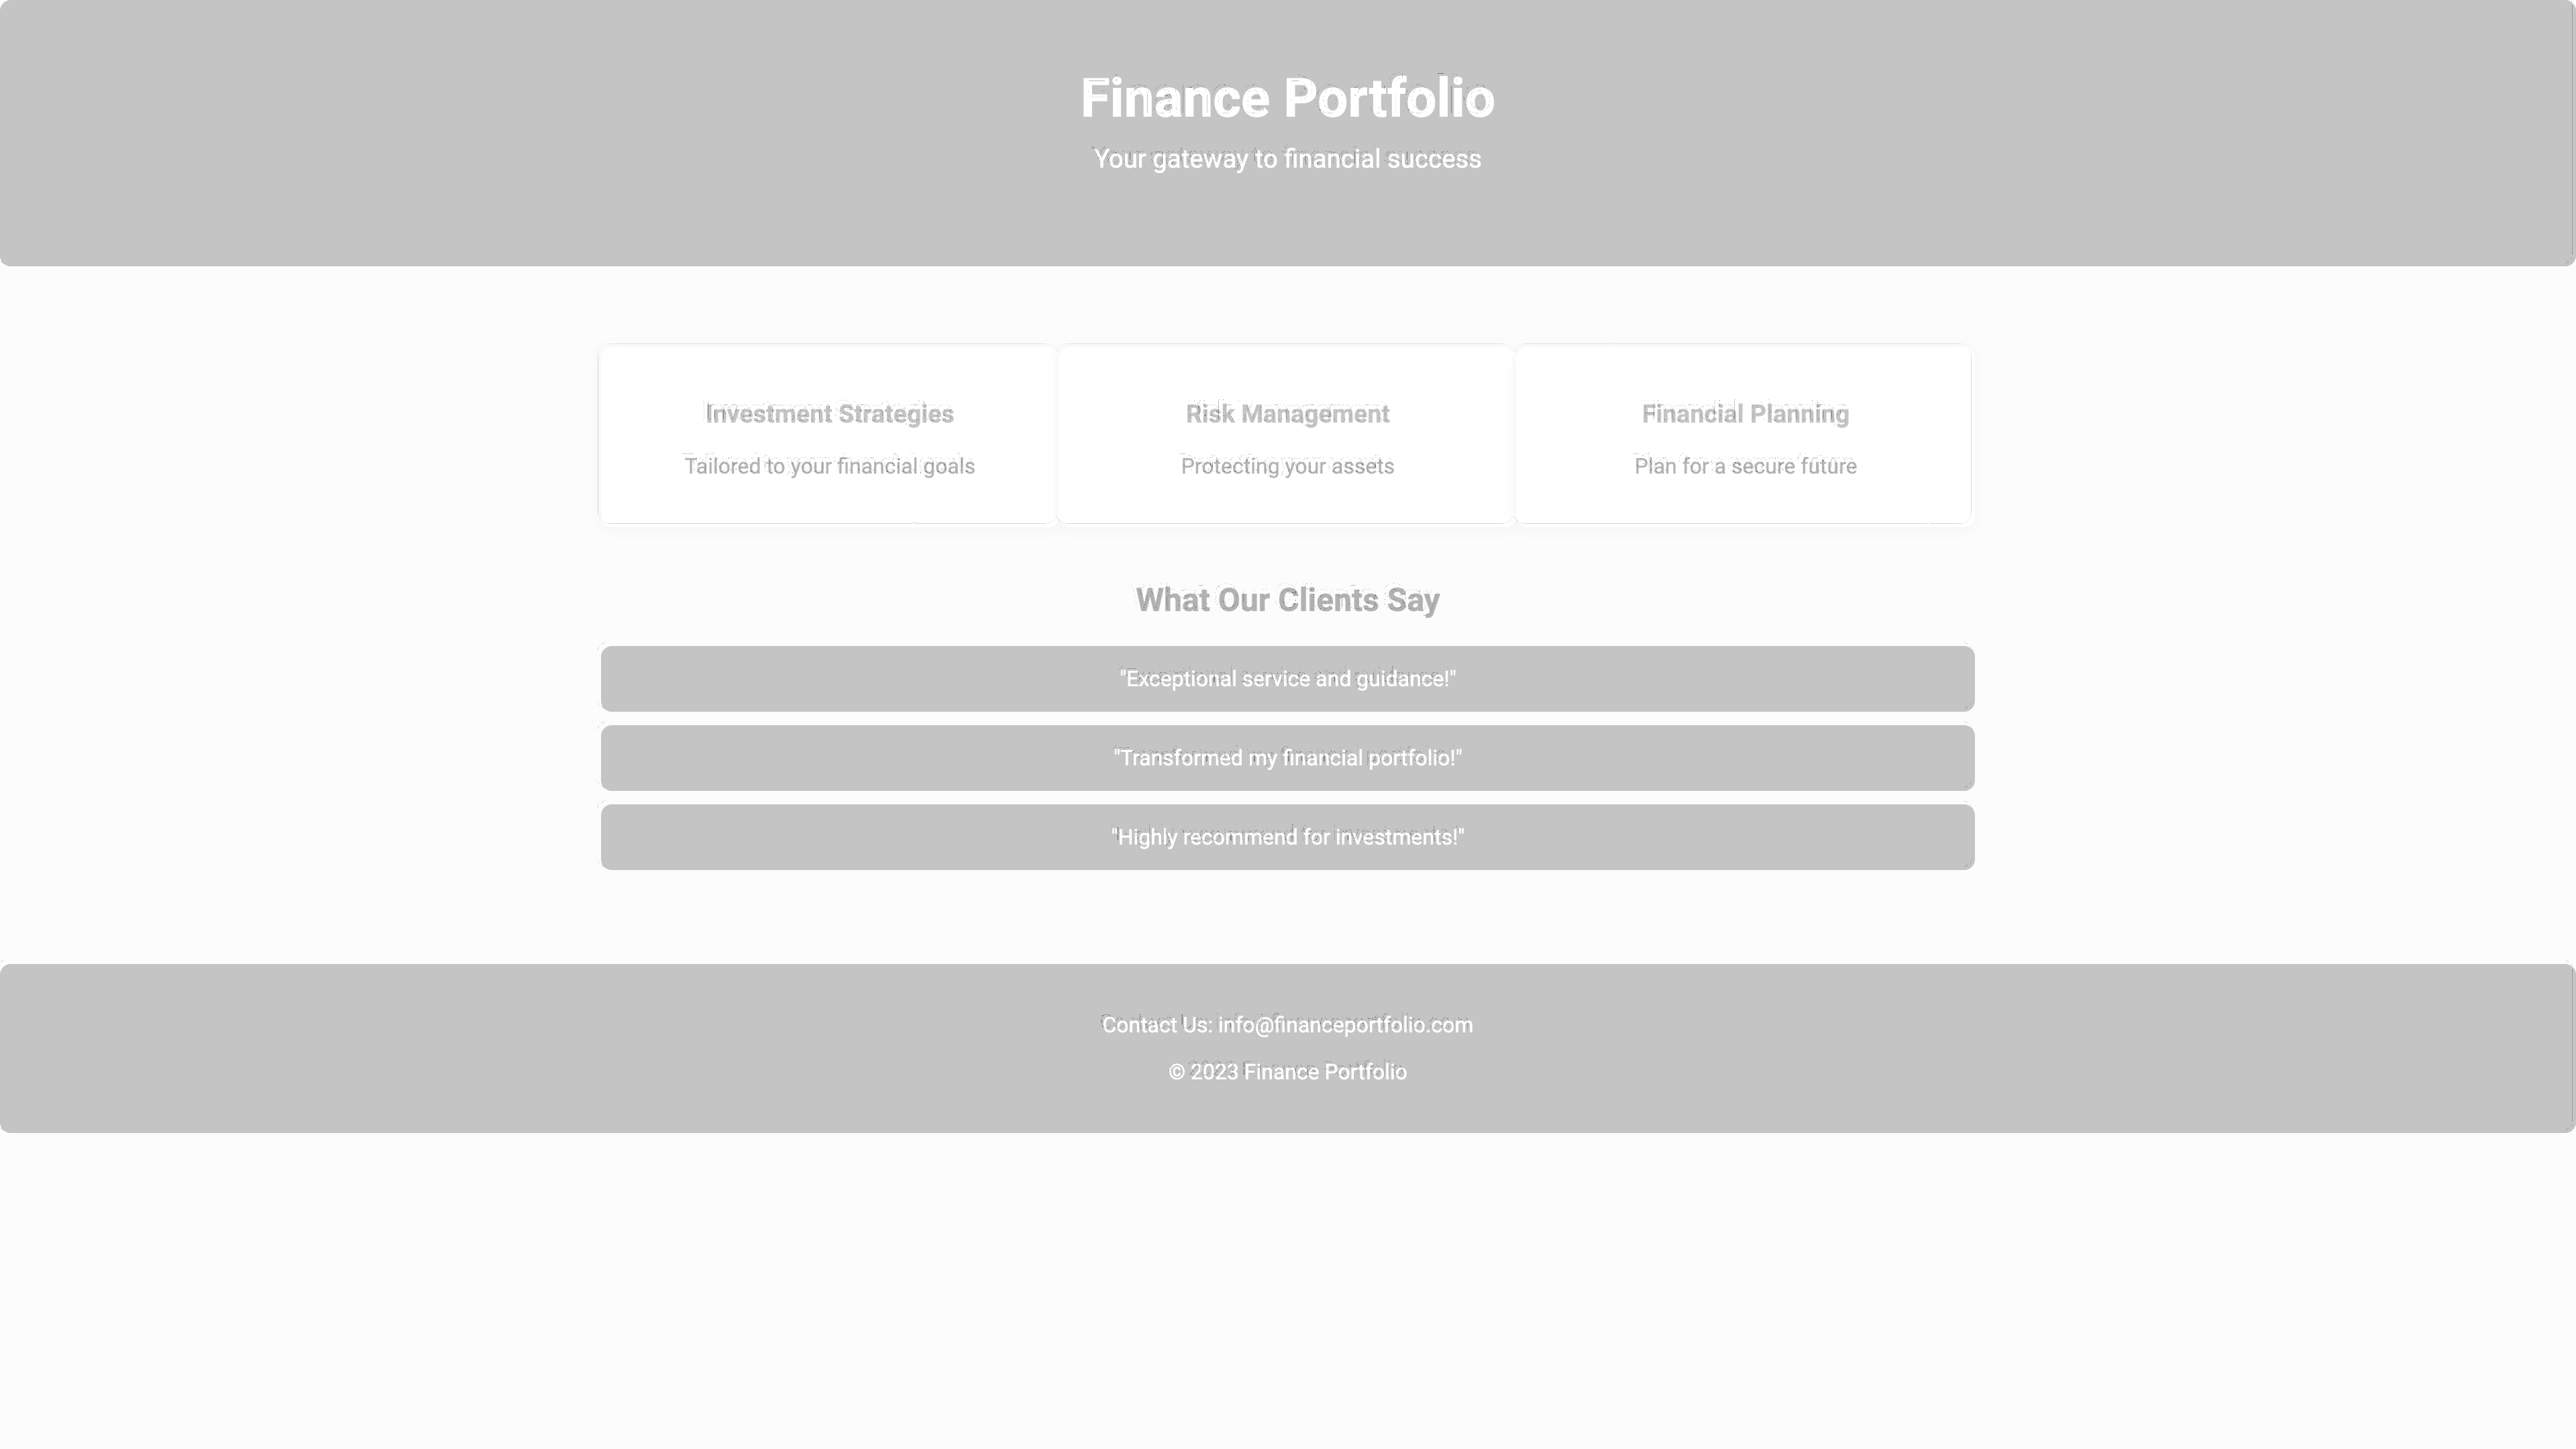 Finance Portfolio
Your gateway to financial success
Investment Strategies
Tailored to your financial goals
Risk Management
Protecting your assets
Financial Planning
Plan for a secure future
What Our Clients Say
"Exceptional service and guidance!"
"Transformed my financial portfolio!"
"Highly recommend for investments!"
Contact Us: info@financeportfolio.com
© 2023 Finance Portfolio